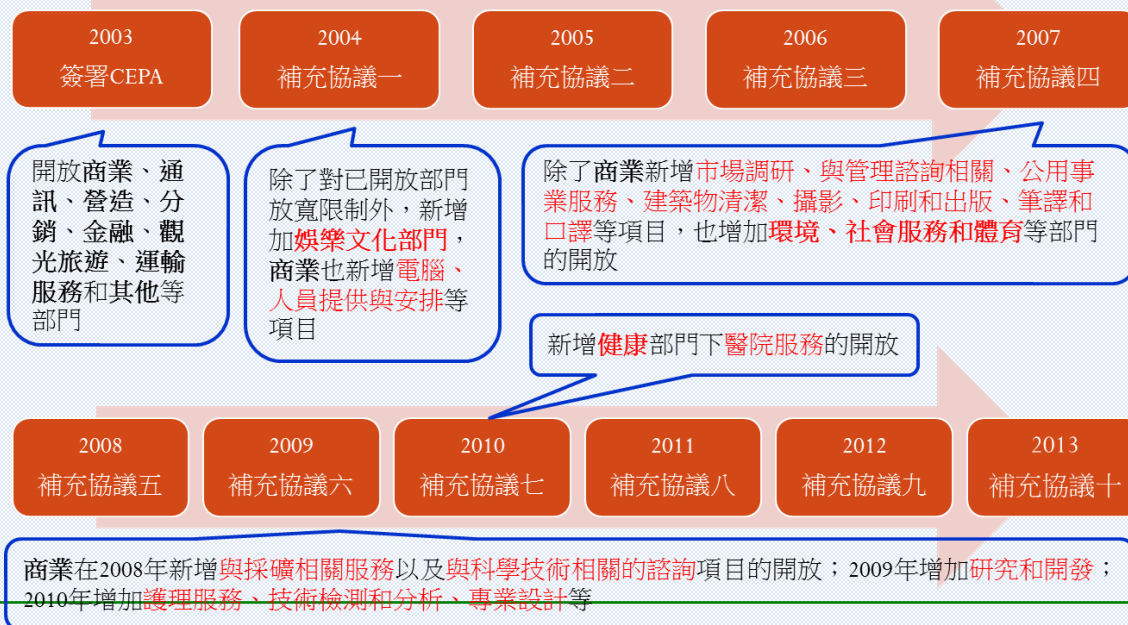 2003
簽署CEPA
2004
補充協議一
2005
補充協議二
2006
補充協議三
2007
補充協議四
開放商業、通
訊、營造、分
銷、金融、觀
光旅遊、運輸
服務和其他等
部門
除了對已開放部門
放寬限制外，新增
加娛樂文化部門，
商業也新增電腦、
人員提供與安排等
項目
除了商業新增市場調研、與管理諮詢相關、公用事
業服務、建築物清潔、攝影、印刷和出版、筆譯和
口譯等項目，也增加環境、社會服務和體育等部門
的開放
新增健康部門下醫院服務的開放
2008
補充協議五
2009
補充協議六
2010
補充協議七
2011
補充協議八
2012
補充協議九
2013
補充協議十
商業在2008年新增與採礦相關服務以及與科學技術相關的諮詢項目的開放；2009年增加研究和開發；
2010年增加護理服務、技術檢測和分析、專業設計等